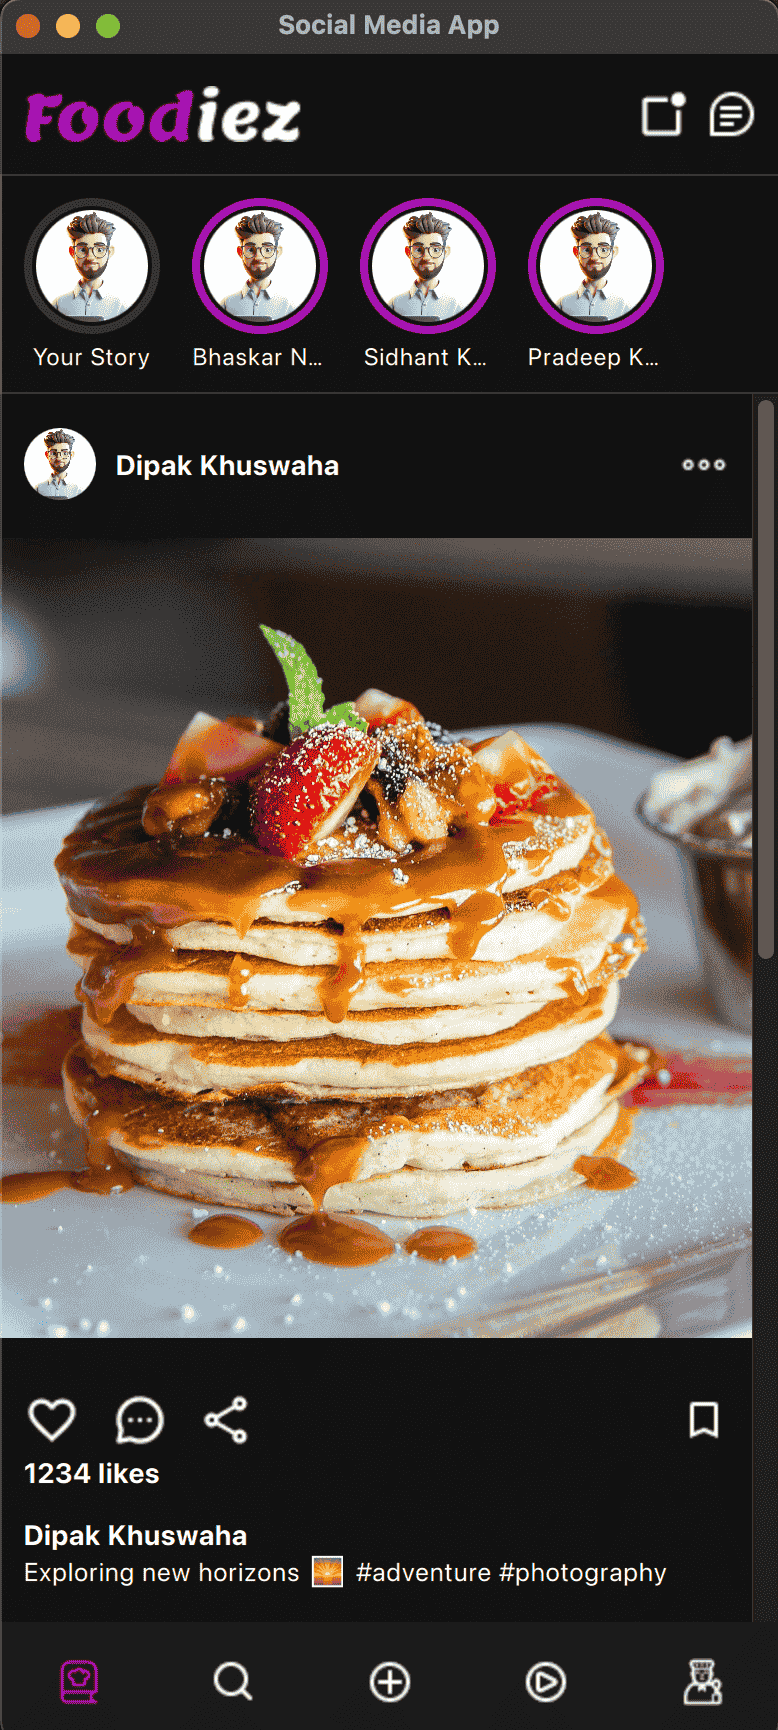 Social Media App
Foodiez
Your Story
Bhaskar N...
Sidhant K...
Pradeep K...
Dipak Khuswaha
1234 likes
Dipak Khuswaha
Exploring new horizons 🌅 #adventure #photography